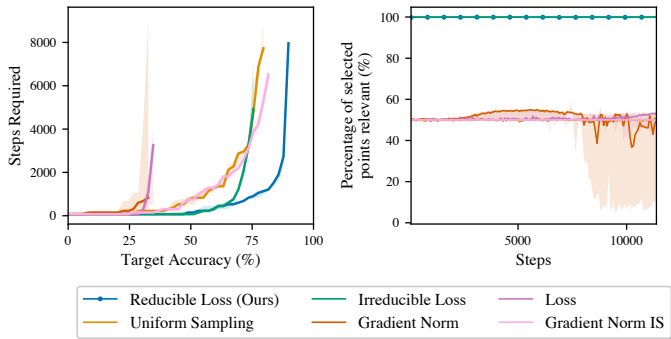 8000
6000
4000
2000
0
Steps Required
0 25 50 75 100
Target Accuracy (%)
100
80
60
40
20
0
Percentage of selected
points relevant (%)
5000 10000
Steps
Reducible Loss (Ours) Irreducible Loss Loss
Uniform Sampling Gradient Norm Gradient Norm IS